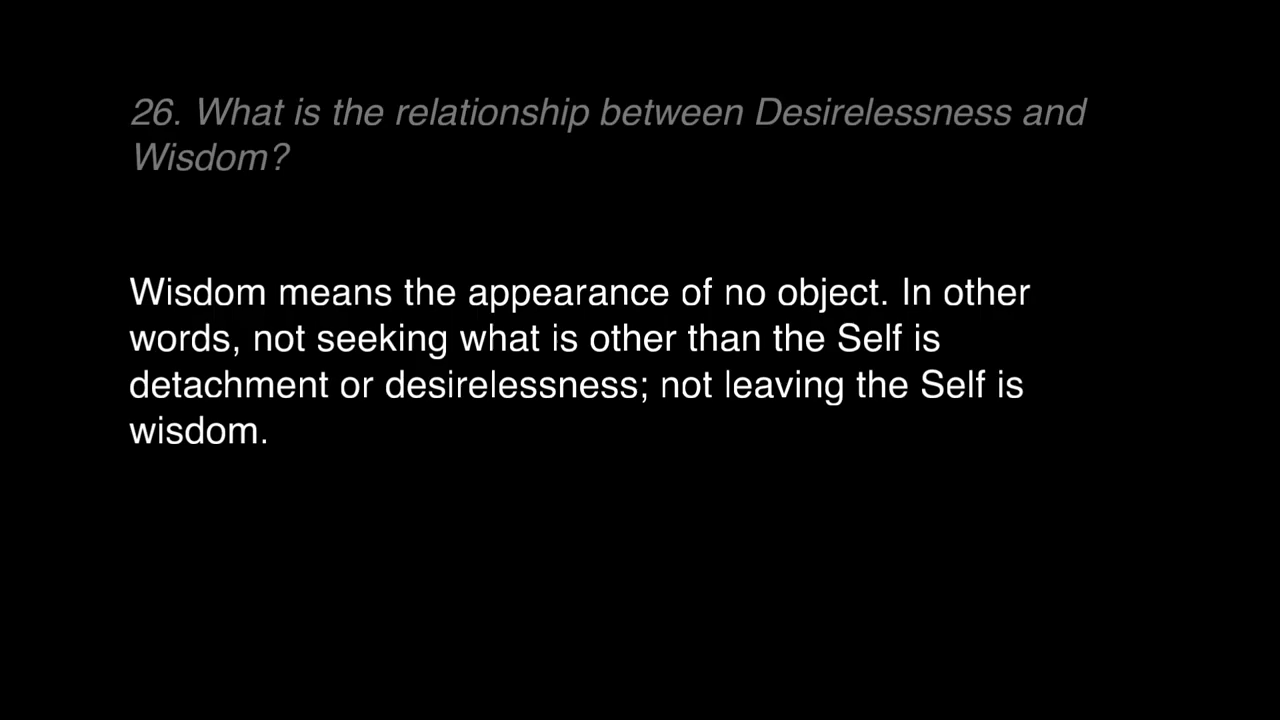 26. What is the relationship between Desirelessness and
Wisdom?
Wisdom means the appearance of no object. In other
words, not seeking what is other than the Self is
detachment or desirelessness; not leaving the Self is
wisdom.